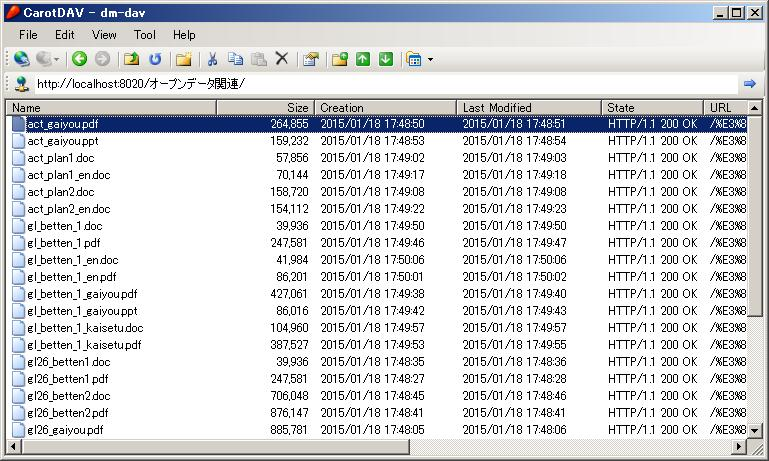 CarotDAV - dm-dav
File Edit View Tool Help
http://localhost:8020/オープンデータ関連/
Name Size Creation Last Modified State URL
act_gaiyou.pdf 264,855 2015/01/18 17:48:50 2015/01/18 17:48:51 HTTP/1.1 200 OK /%E3%8
act_gaiyou.ppt 159,232 2015/01/18 17:48:53 2015/01/18 17:48:54 HTTP/1.1 200 OK /%E3%8
act_plan1.doc 57,856 2015/01/18 17:49:02 2015/01/18 17:49:03 HTTP/1.1 200 OK /%E3%8
act_plan1_en.doc 70,144 2015/01/18 17:49:17 2015/01/18 17:49:18 HTTP/1.1 200 OK /%E3%8
act_plan2.doc 158,720 2015/01/18 17:49:08 2015/01/18 17:49:08 HTTP/1.1 200 OK /%E3%8
act_plan2_en.doc 154,112 2015/01/18 17:49:22 2015/01/18 17:49:23 HTTP/1.1 200 OK /%E3%8
gl_betten_1.doc 39,936 2015/01/18 17:49:50 2015/01/18 17:49:50 HTTP/1.1 200 OK /%E3%8
gl_betten_1.pdf 247,581 2015/01/18 17:49:46 2015/01/18 17:49:47 HTTP/1.1 200 OK /%E3%8
gl_betten_1_en.doc 41,984 2015/01/18 17:50:06 2015/01/18 17:50:06 HTTP/1.1 200 OK /%E3%8
gl_betten_1_en.pdf 86,201 2015/01/18 17:50:01 2015/01/18 17:50:02 HTTP/1.1 200 OK /%E3%8
gl_betten_1_gaiyou.pdf 427,061 2015/01/18 17:49:38 2015/01/18 17:49:40 HTTP/1.1 200 OK /%E3%8
gl_betten_1_gaiyou.ppt 86,016 2015/01/18 17:49:42 2015/01/18 17:49:43 HTTP/1.1 200 OK /%E3%8
gl_betten_1_kaisetu.doc 104,960 2015/01/18 17:49:57 2015/01/18 17:49:57 HTTP/1.1 200 OK /%E3%8
gl_betten_1_kaisetu.pdf 387,527 2015/01/18 17:49:53 2015/01/18 17:49:55 HTTP/1.1 200 OK /%E3%8
gl26_betten1.doc 39,936 2015/01/18 17:48:35 2015/01/18 17:48:36 HTTP/1.1 200 OK /%E3%8
gl26_betten1.pdf 247,581 2015/01/18 17:48:27 2015/01/18 17:48:28 HTTP/1.1 200 OK /%E3%8
gl26_betten2.doc 706,048 2015/01/18 17:48:45 2015/01/18 17:48:46 HTTP/1.1 200 OK /%E3%8
gl26_betten2.pdf 876,147 2015/01/18 17:48:41 2015/01/18 17:48:41 HTTP/1.1 200 OK /%E3%8
gl26_gaiyou.pdf 885,781 2015/01/18 17:48:05 2015/01/18 17:48:06 HTTP/1.1 200 OK /%E3%8